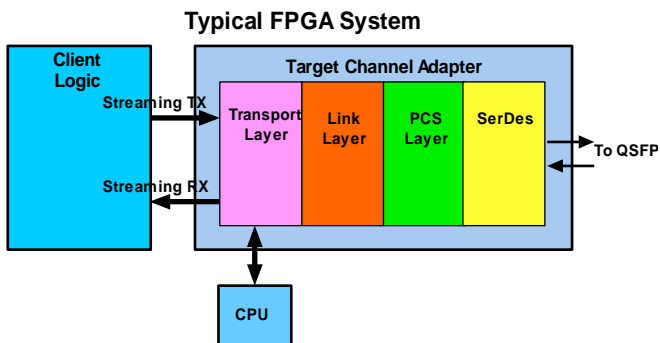 Typical FPGA System
Client
Logic
Target Channel Adapter
Streaming TX
Transport
Layer
Link
Layer
PCS
Layer
SerDes
To QSFP
Streaming RX
CPU